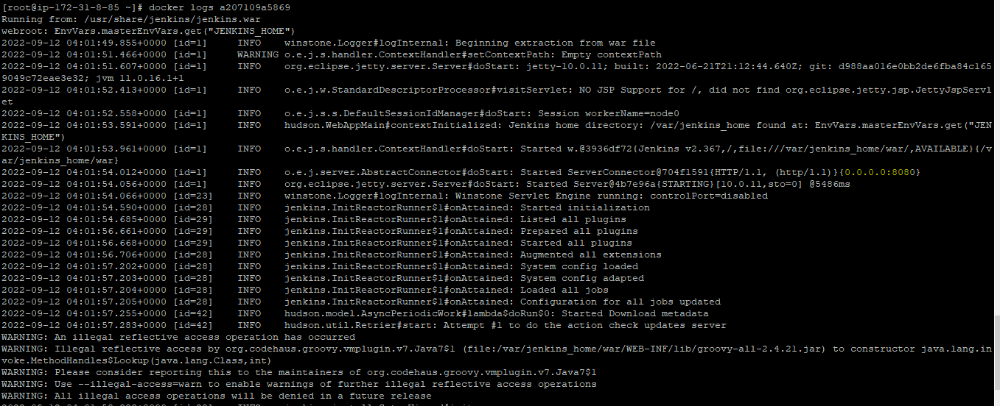 [root@ip-172-31-8-85 ~]# docker logs a207109a5869
Running from: /usr/share/jenkins/jenkins.war
webroot: EnvVars.masterEnvVars.get("JENKINS_HOME")
2022-09-12 04:01:49.855+0000 [id=1]     INFO    winstone.Logger#logInternal: Beginning extraction from war file
2022-09-12 04:01:51.466+0000 [id=1]     WARNING o.e.j.s.handler.ContextHandler#setContextPath: Empty contextPath
2022-09-12 04:01:51.607+0000 [id=1]     INFO    org.eclipse.jetty.server.Server#doStart: jetty-10.0.11; built: 2022-06-21T21:12:44.640Z; git: d988aa016e0bb2de6fba84c165
9049c72eae3e32; jvm 11.0.16.1+1
2022-09-12 04:01:52.413+0000 [id=1]     INFO    o.e.j.w.StandardDescriptorProcessor#visitServlet: NO JSP Support for /, did not find org.eclipse.jetty.jsp.JettyJspServl
et
2022-09-12 04:01:52.558+0000 [id=1]     INFO    o.e.j.s.s.DefaultSessionIdManager#doStart: Session workerName=node0
2022-09-12 04:01:53.591+0000 [id=1]     INFO    hudson.WebAppMain#contextInitialized: Jenkins home directory: /var/jenkins_home found at: EnvVars.masterEnvVars.get("JEN
KINS_HOME")
2022-09-12 04:01:53.961+0000 [id=1]     INFO    o.e.j.s.handler.ContextHandler#doStart: Started w.@3936df72{Jenkins v2.367,/,file:///var/jenkins_home/war/,AVAILABLE}{/v
ar/jenkins_home/war}
2022-09-12 04:01:54.012+0000 [id=1]     INFO    o.e.j.server.AbstractConnector#doStart: Started ServerConnector@704f1591{HTTP/1.1, (http/1.1)}{0.0.0.0:8080}
2022-09-12 04:01:54.056+0000 [id=1]     INFO    org.eclipse.jetty.server.Server#doStart: Started Server@4b7e96a{STARTING}[10.0.11,sto=0] @5486ms
2022-09-12 04:01:54.066+0000 [id=23]    INFO    winstone.Logger#logInternal: Winstone Servlet Engine running: controlPort=disabled
2022-09-12 04:01:54.590+0000 [id=28]    INFO    jenkins.InitReactorRunner$1#onAttained: Started initialization
2022-09-12 04:01:54.685+0000 [id=29]    INFO    jenkins.InitReactorRunner$1#onAttained: Listed all plugins
2022-09-12 04:01:56.661+0000 [id=29]    INFO    jenkins.InitReactorRunner$1#onAttained: Prepared all plugins
2022-09-12 04:01:56.668+0000 [id=29]    INFO    jenkins.InitReactorRunner$1#onAttained: Started all plugins
2022-09-12 04:01:56.706+0000 [id=28]    INFO    jenkins.InitReactorRunner$1#onAttained: Augmented all extensions
2022-09-12 04:01:57.202+0000 [id=28]    INFO    jenkins.InitReactorRunner$1#onAttained: System config loaded
2022-09-12 04:01:57.203+0000 [id=28]    INFO    jenkins.InitReactorRunner$1#onAttained: System config adapted
2022-09-12 04:01:57.204+0000 [id=28]    INFO    jenkins.InitReactorRunner$1#onAttained: Loaded all jobs
2022-09-12 04:01:57.205+0000 [id=28]    INFO    jenkins.InitReactorRunner$1#onAttained: Configuration for all jobs updated
2022-09-12 04:01:57.255+0000 [id=42]    INFO    hudson.model.AsyncPeriodicWork#lambda$doRun$0: Started Download metadata
2022-09-12 04:01:57.283+0000 [id=42]    INFO    hudson.util.Retrier#start: Attempt #1 to do the action check updates server
WARNING: An illegal reflective access operation has occurred
WARNING: Illegal reflective access by org.codehaus.groovy.vmplugin.v7.Java7$1 (file:/var/jenkins_home/war/WEB-INF/lib/groovy-all-2.4.21.jar) to constructor java.lang.in
voke.MethodHandles$Lookup(java.lang.Class,int)
WARNING: Please consider reporting this to the maintainers of org.codehaus.groovy.vmplugin.v7.Java7$1
WARNING: Use --illegal-access=warn to enable warnings of further illegal reflective access operations
WARNING: All illegal access operations will be denied in a future release